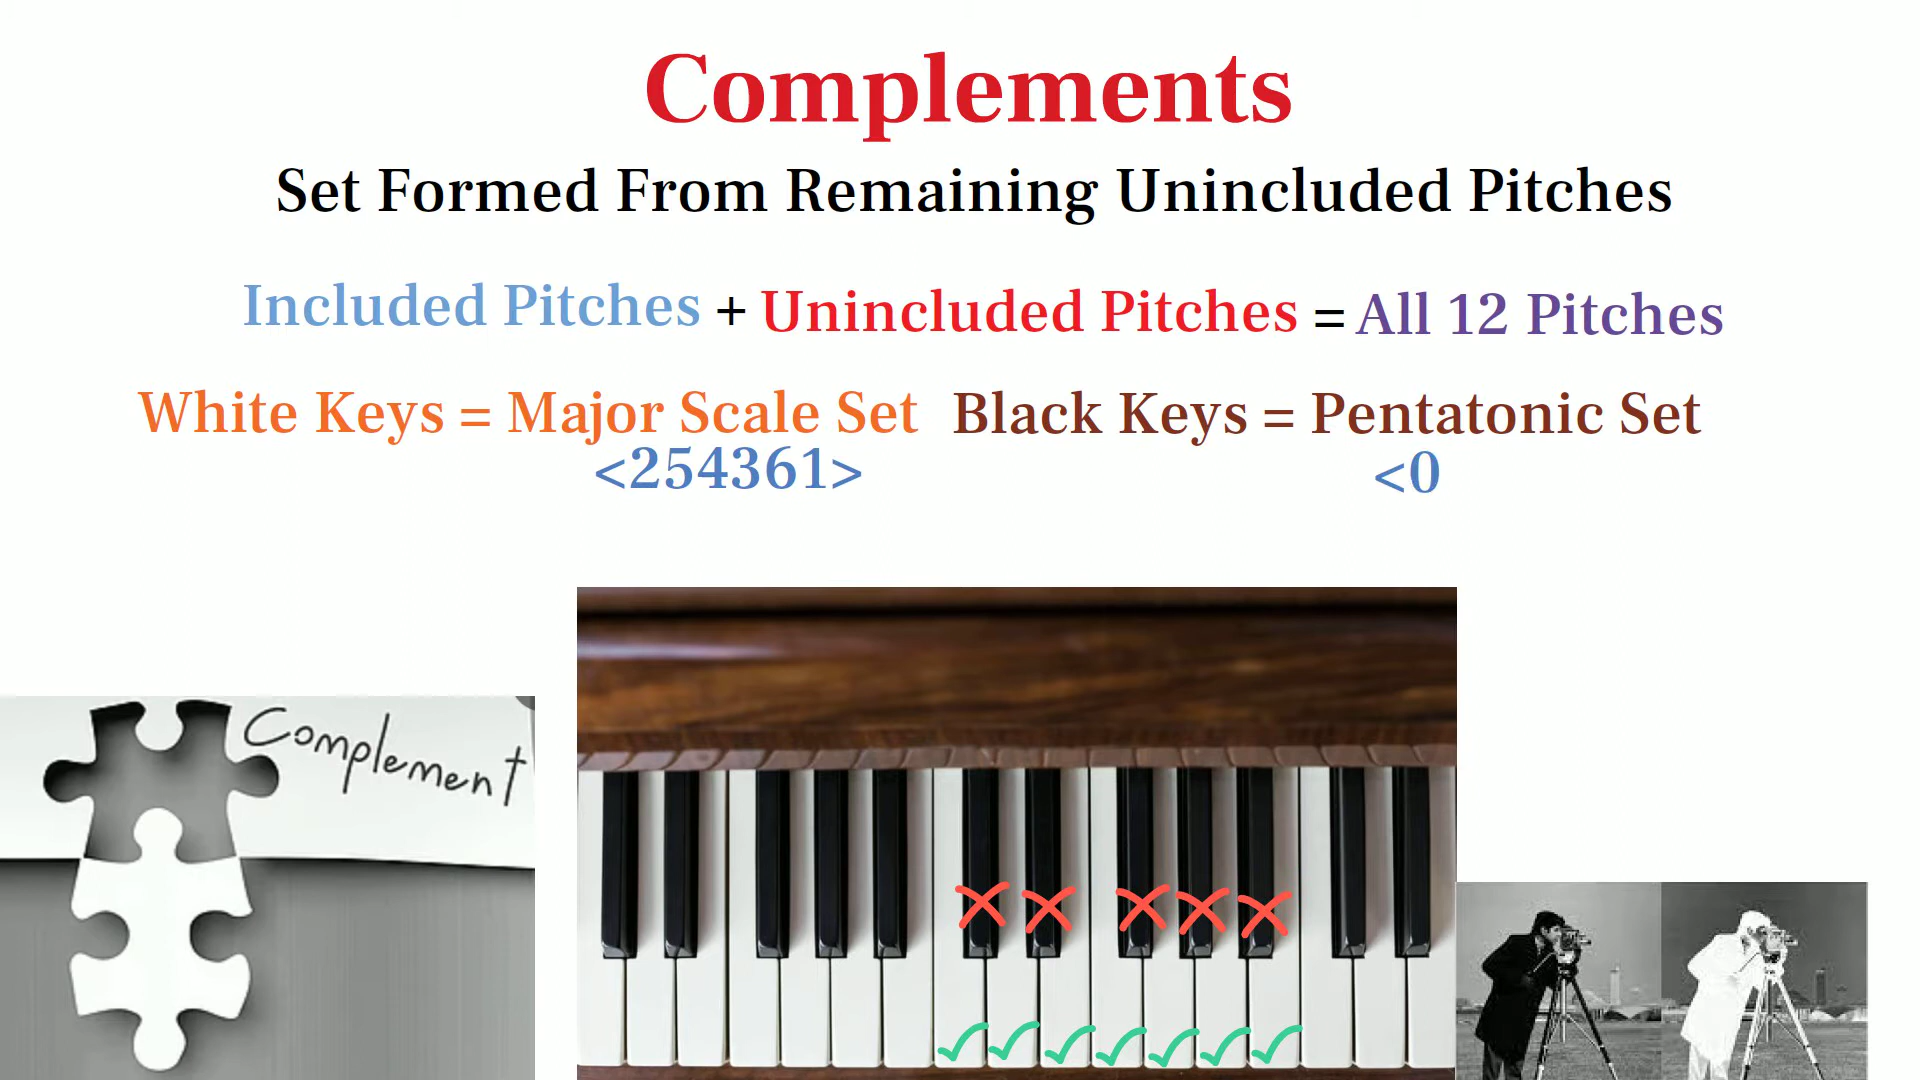 Complements
Set Formed From Remaining Unincluded Pitches
Included Pitches + Unincluded Pitches = All 12 Pitches
White Keys = Major Scale Set Black Keys = Pentatonic Set
<254361> <0
Complement